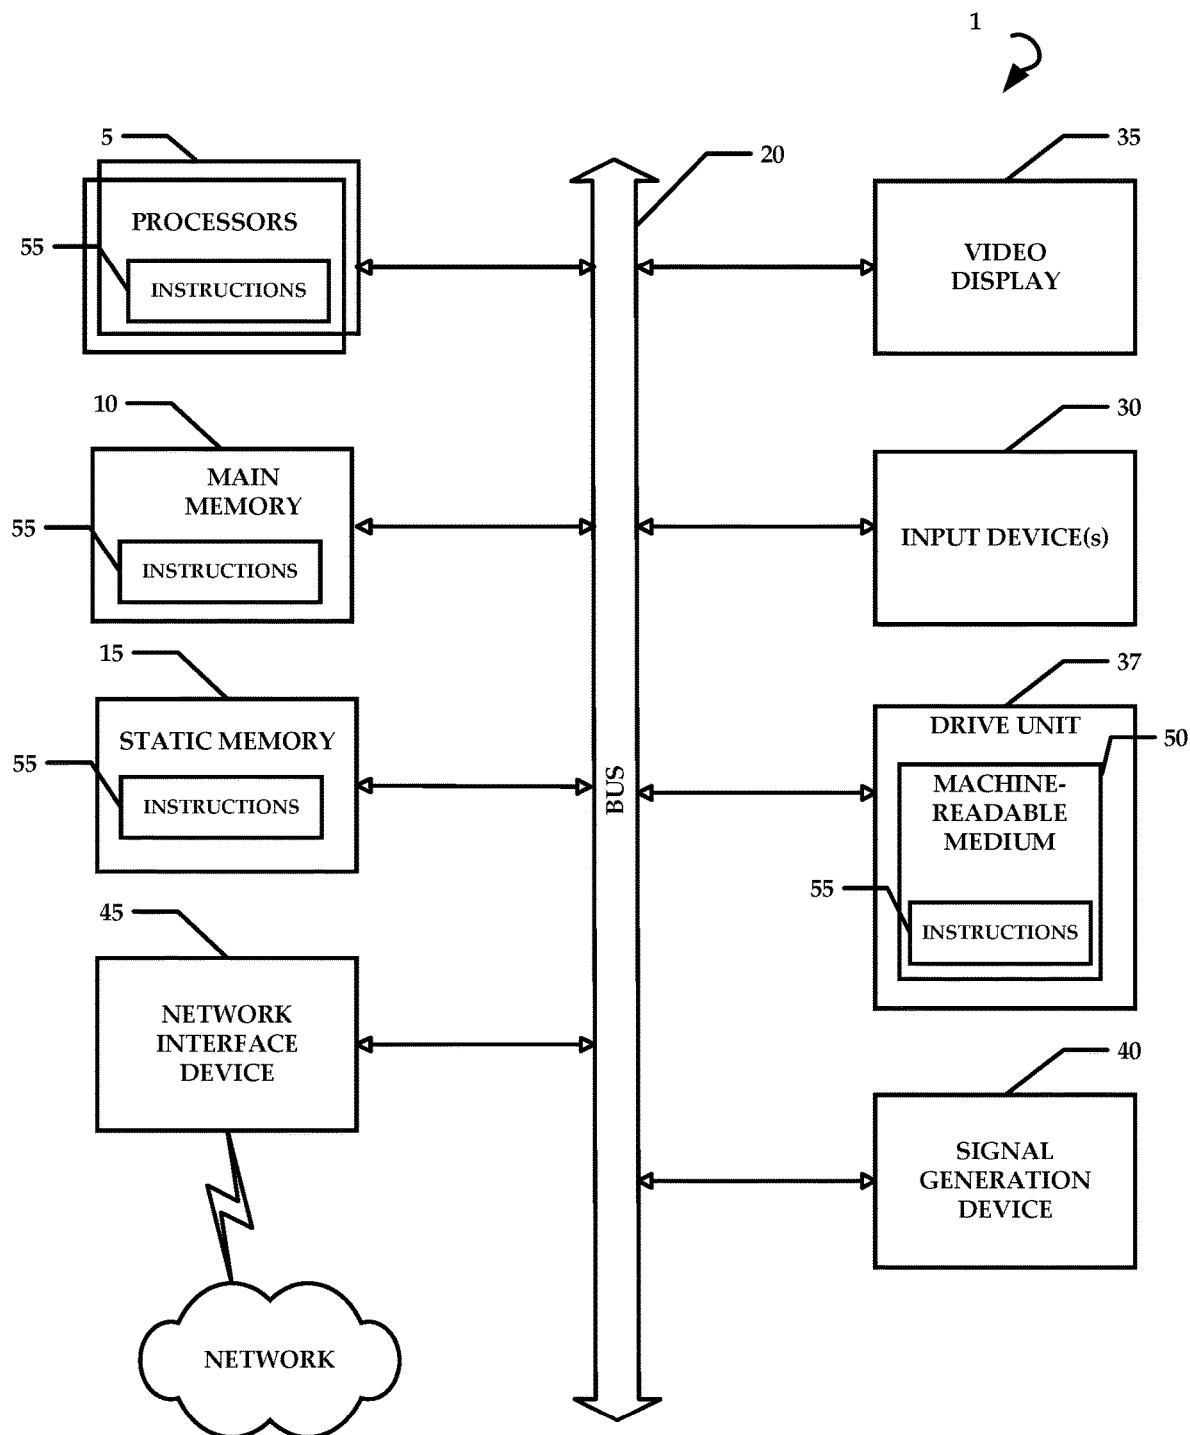 1
5
PROCESSORS
55
INSTRUCTIONS
10
MAIN
MEMORY
55
INSTRUCTIONS
15
STATIC MEMORY
55
INSTRUCTIONS
45
NETWORK
INTERFACE
DEVICE
NETWORK
20
BUS
35
VIDEO
DISPLAY
30
INPUT DEVICE(s)
37
DRIVE UNIT
50
MACHINE-
READABLE
MEDIUM
55
INSTRUCTIONS
40
SIGNAL
GENERATION
DEVICE